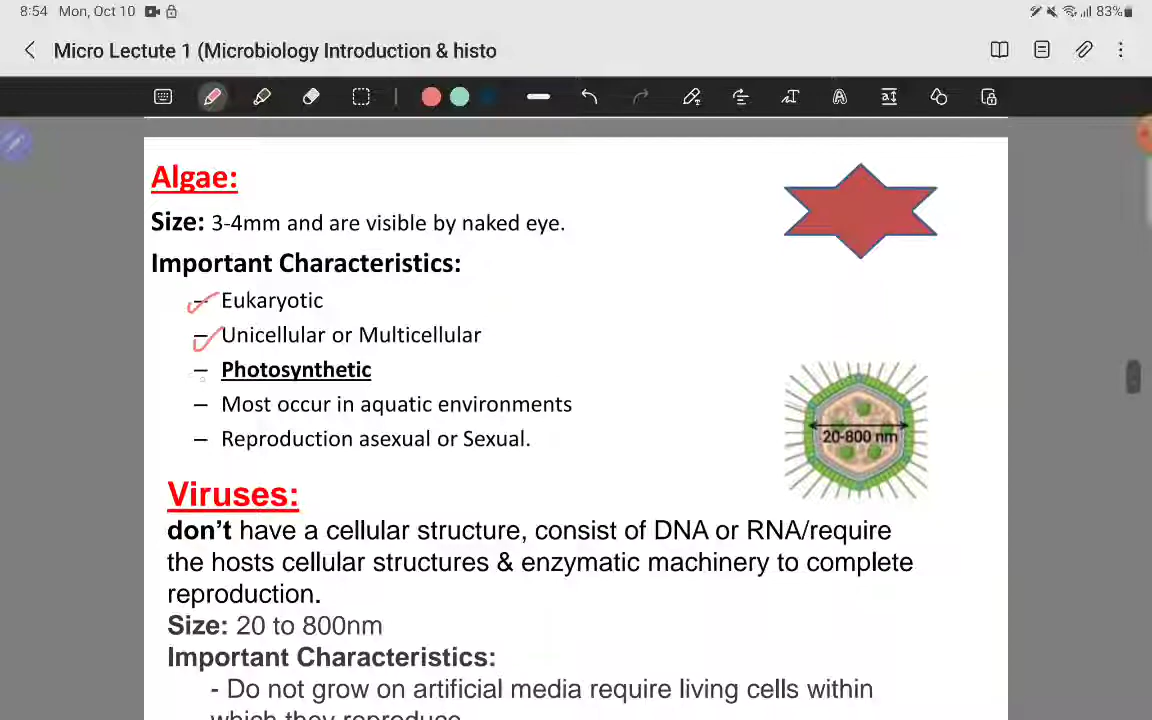 8:54 Mon, Oct 10 83%
Micro Lectute 1 (Microbiology Introduction & histo
Algae:
Size: 3-4mm and are visible by naked eye.
Important Characteristics:
– Eukaryotic
– Unicellular or Multicellular
– Photosynthetic
– Most occur in aquatic environments
– Reproduction asexual or Sexual.
20-800 nm
Viruses:
don't have a cellular structure, consist of DNA or RNA/require
the hosts cellular structures & enzymatic machinery to complete
reproduction.
Size: 20 to 800nm
Important Characteristics:
- Do not grow on artificial media require living cells within
which they reproduce